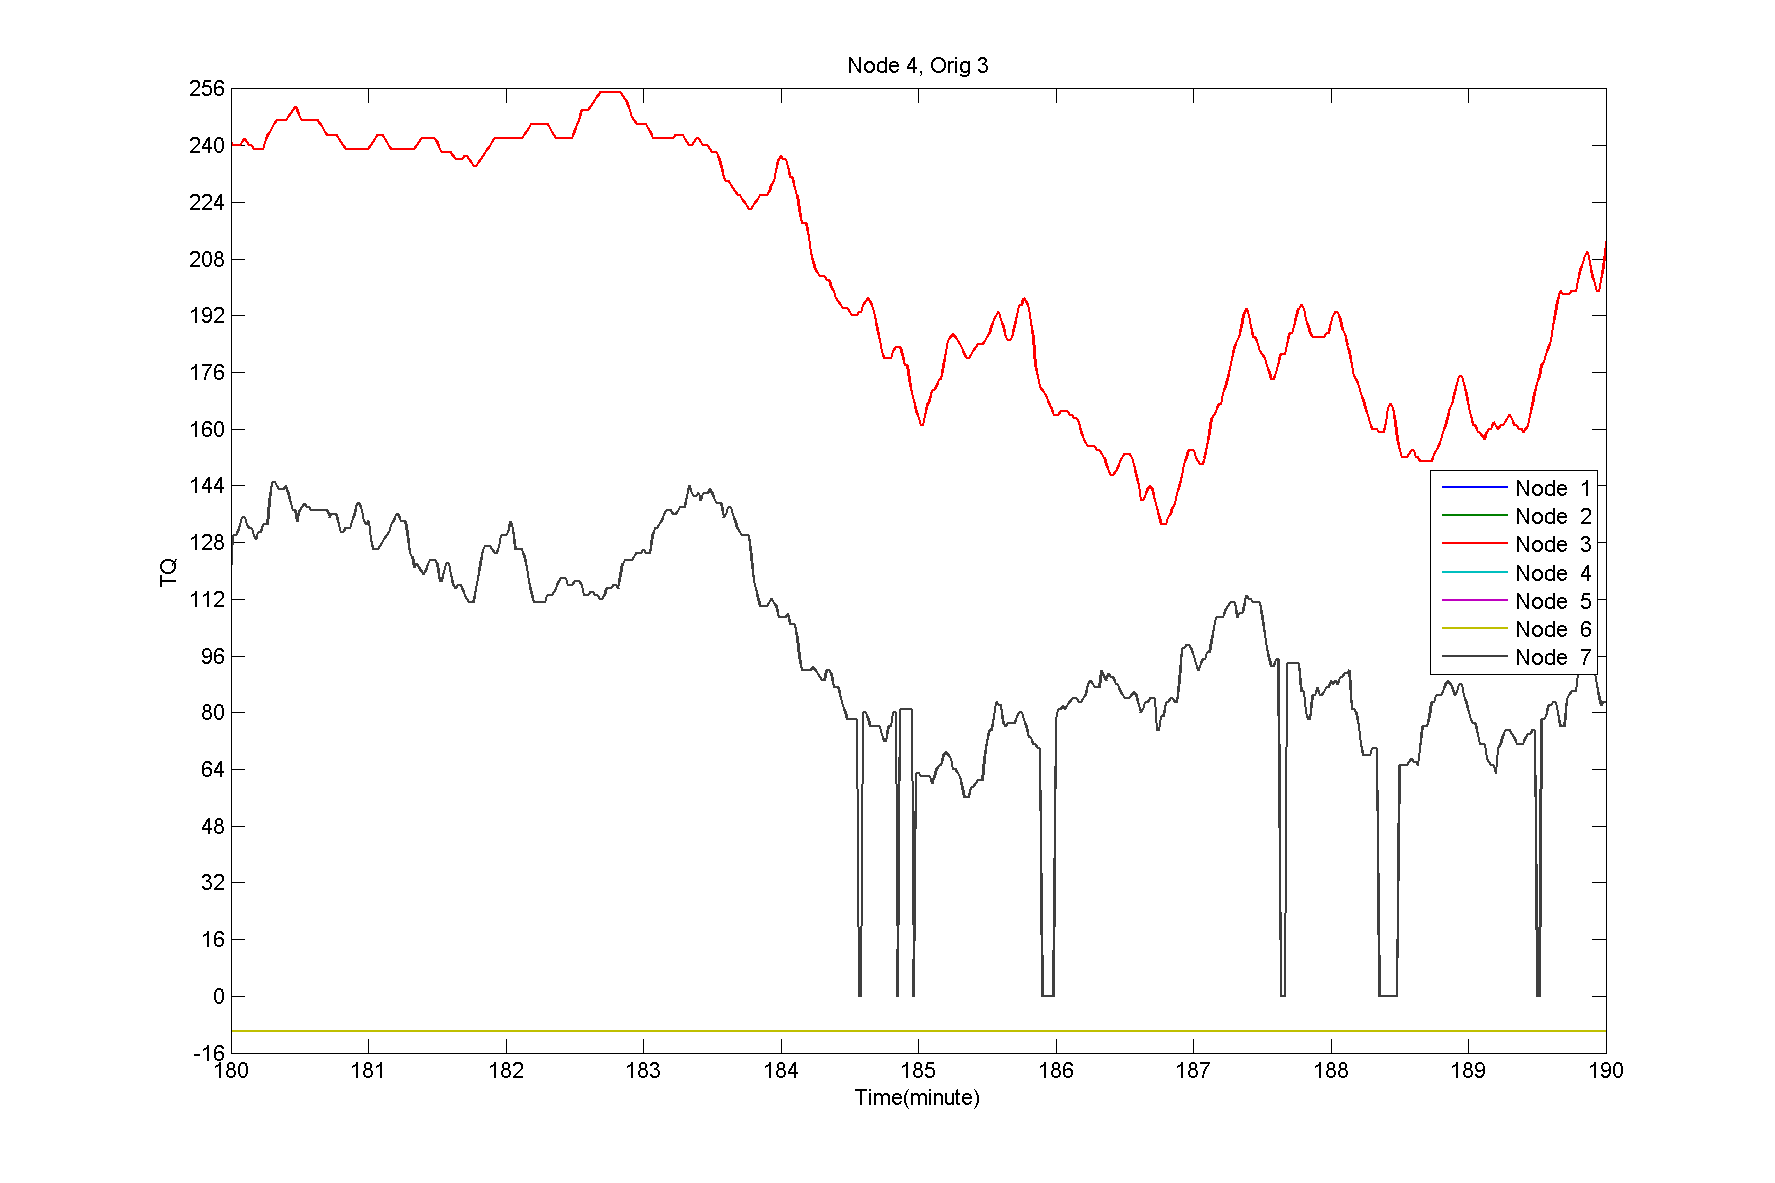 Node 4, Orig 3
256
240
224
208
192
176
160
144
128
112
96
80
64
48
32
16
0
-16
TQ
Node 1
Node 2
Node 3
Node 4
Node 5
Node 6
Node 7
180 181 182 183 184 185 186 187 188 189 190
Time(minute)